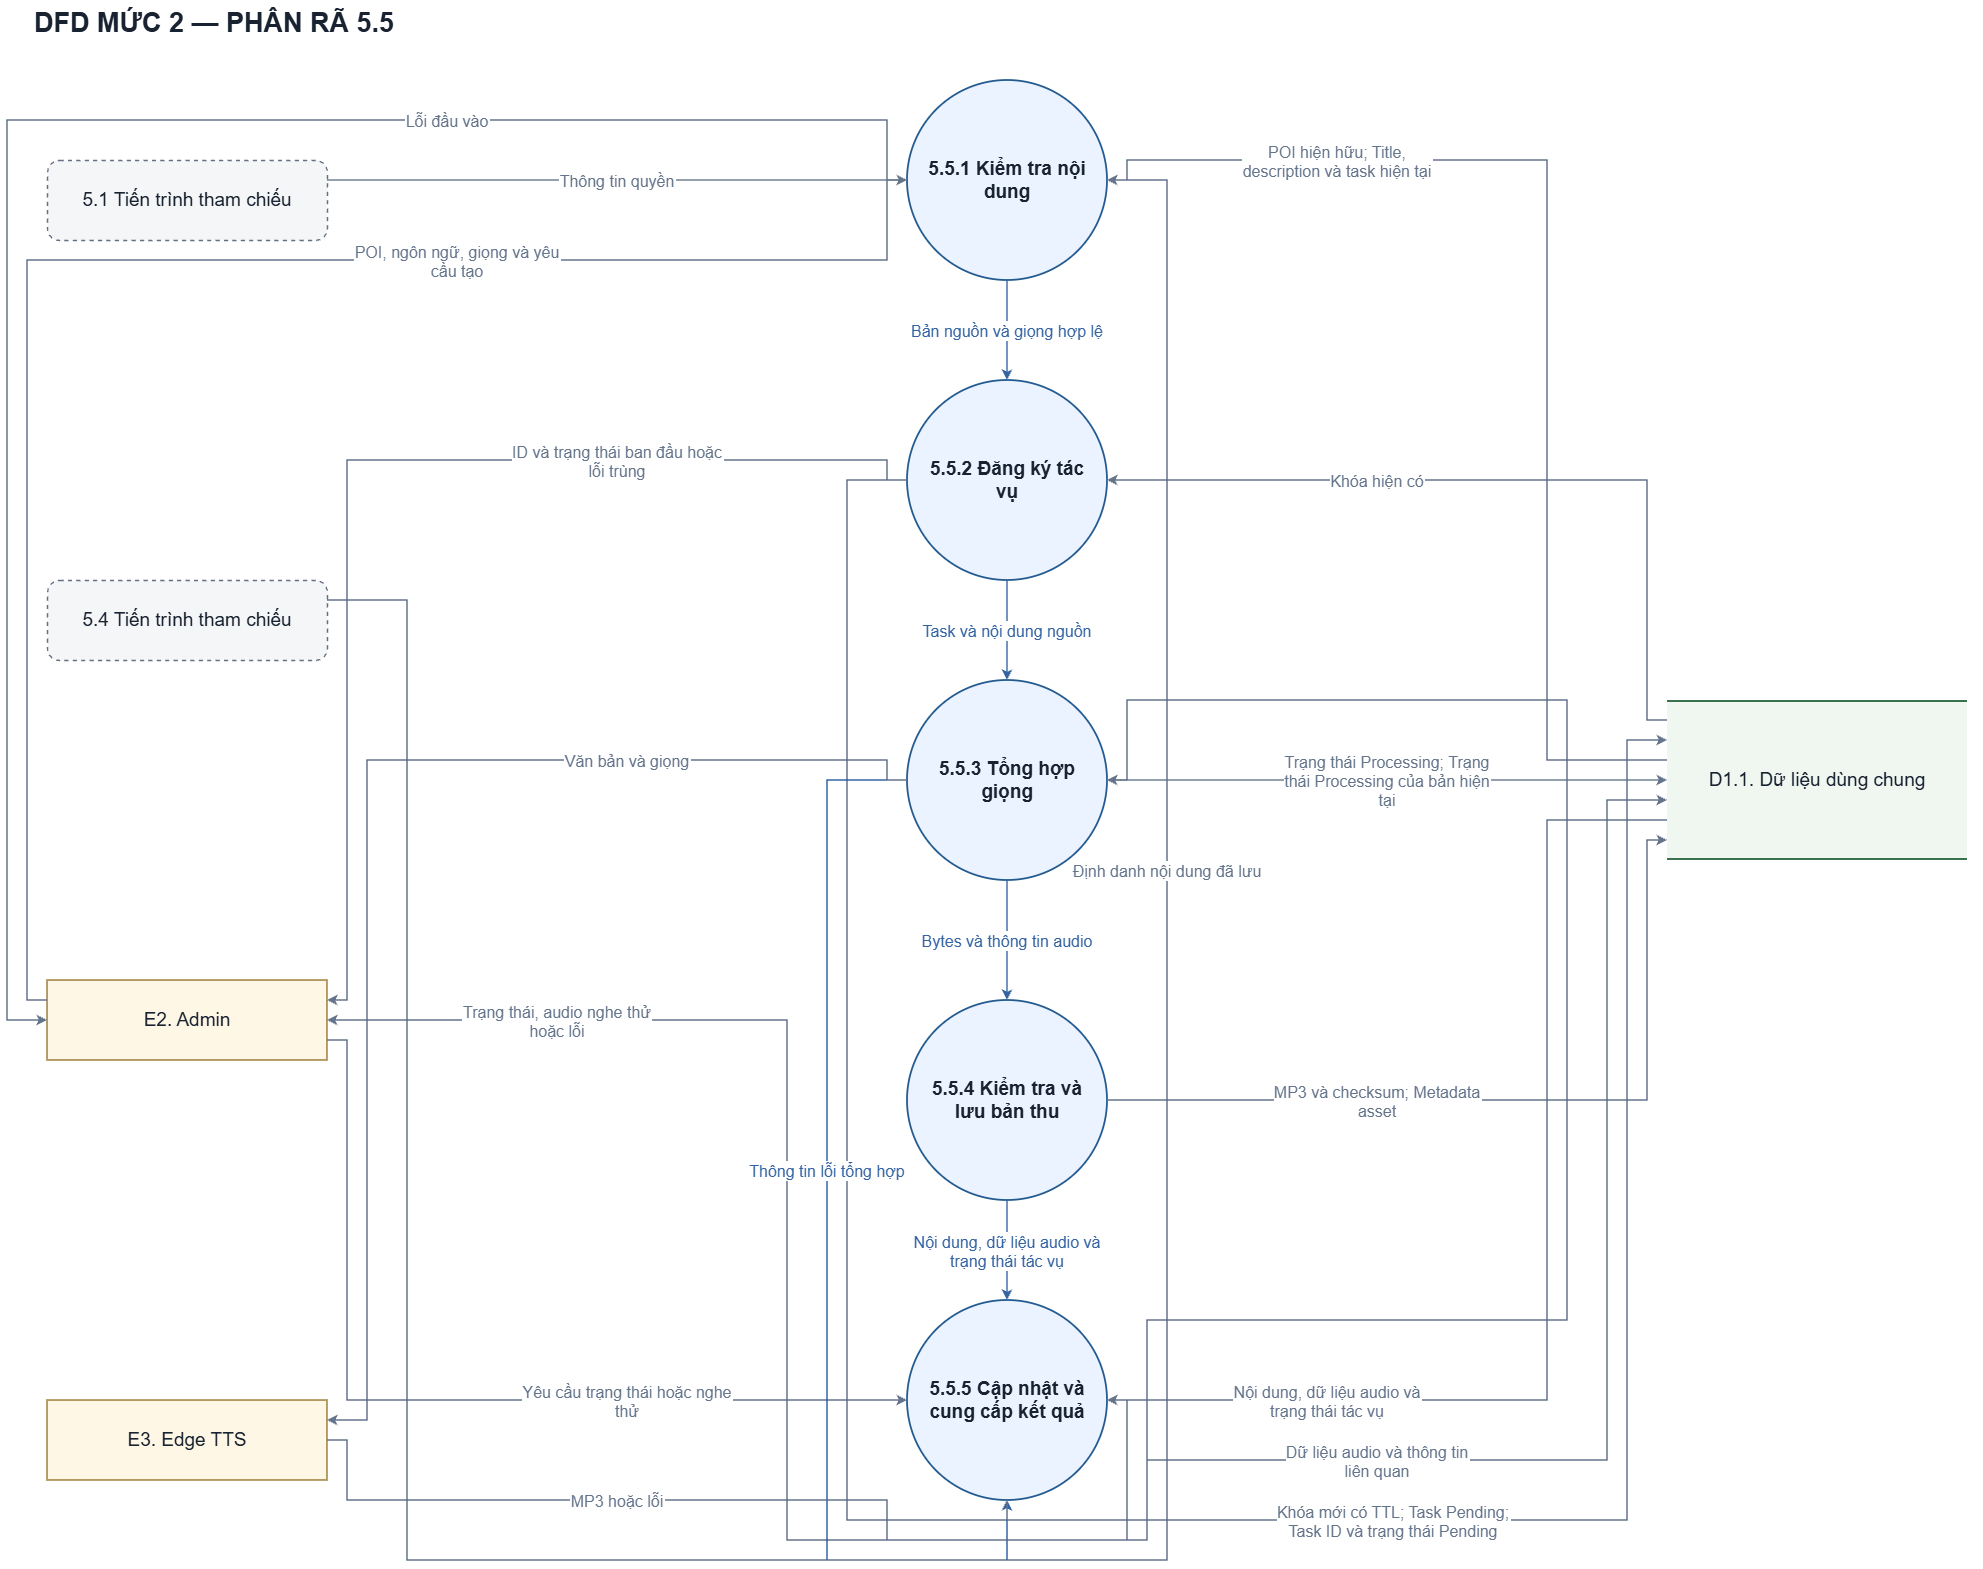 DFD MỨC 2 — PHÂN RÃ 5.5
Lỗi đầu vào
5.1 Tiến trình tham chiếu
Thông tin quyền
5.5.1 Kiểm tra nội
dung
POI hiện hữu; Title,
description và task hiện tại
POI, ngôn ngữ, giọng và yêu
cầu tạo
Bản nguồn và giọng hợp lệ
ID và trạng thái ban đầu hoặc
lỗi trùng
5.5.2 Đăng ký tác
vụ
Khóa hiện có
5.4 Tiến trình tham chiếu
Task và nội dung nguồn
Văn bản và giọng
5.5.3 Tổng hợp
giọng
Trạng thái Processing; Trạng
thái Processing của bản hiện
tại
D1.1. Dữ liệu dùng chung
Định danh nội dung đã lưu
Bytes và thông tin audio
E2. Admin
Trạng thái, audio nghe thử
hoặc lỗi
5.5.4 Kiểm tra và
lưu bản thu
MP3 và checksum; Metadata
asset
Thông tin lỗi tổng hợp
Nội dung, dữ liệu audio và
trạng thái tác vụ
Yêu cầu trạng thái hoặc nghe
thử
5.5.5 Cập nhật và
cung cấp kết quả
Nội dung, dữ liệu audio và
trạng thái tác vụ
E3. Edge TTS
Dữ liệu audio và thông tin
liên quan
MP3 hoặc lỗi
Khóa mới có TTL; Task Pending;
Task ID và trạng thái Pending